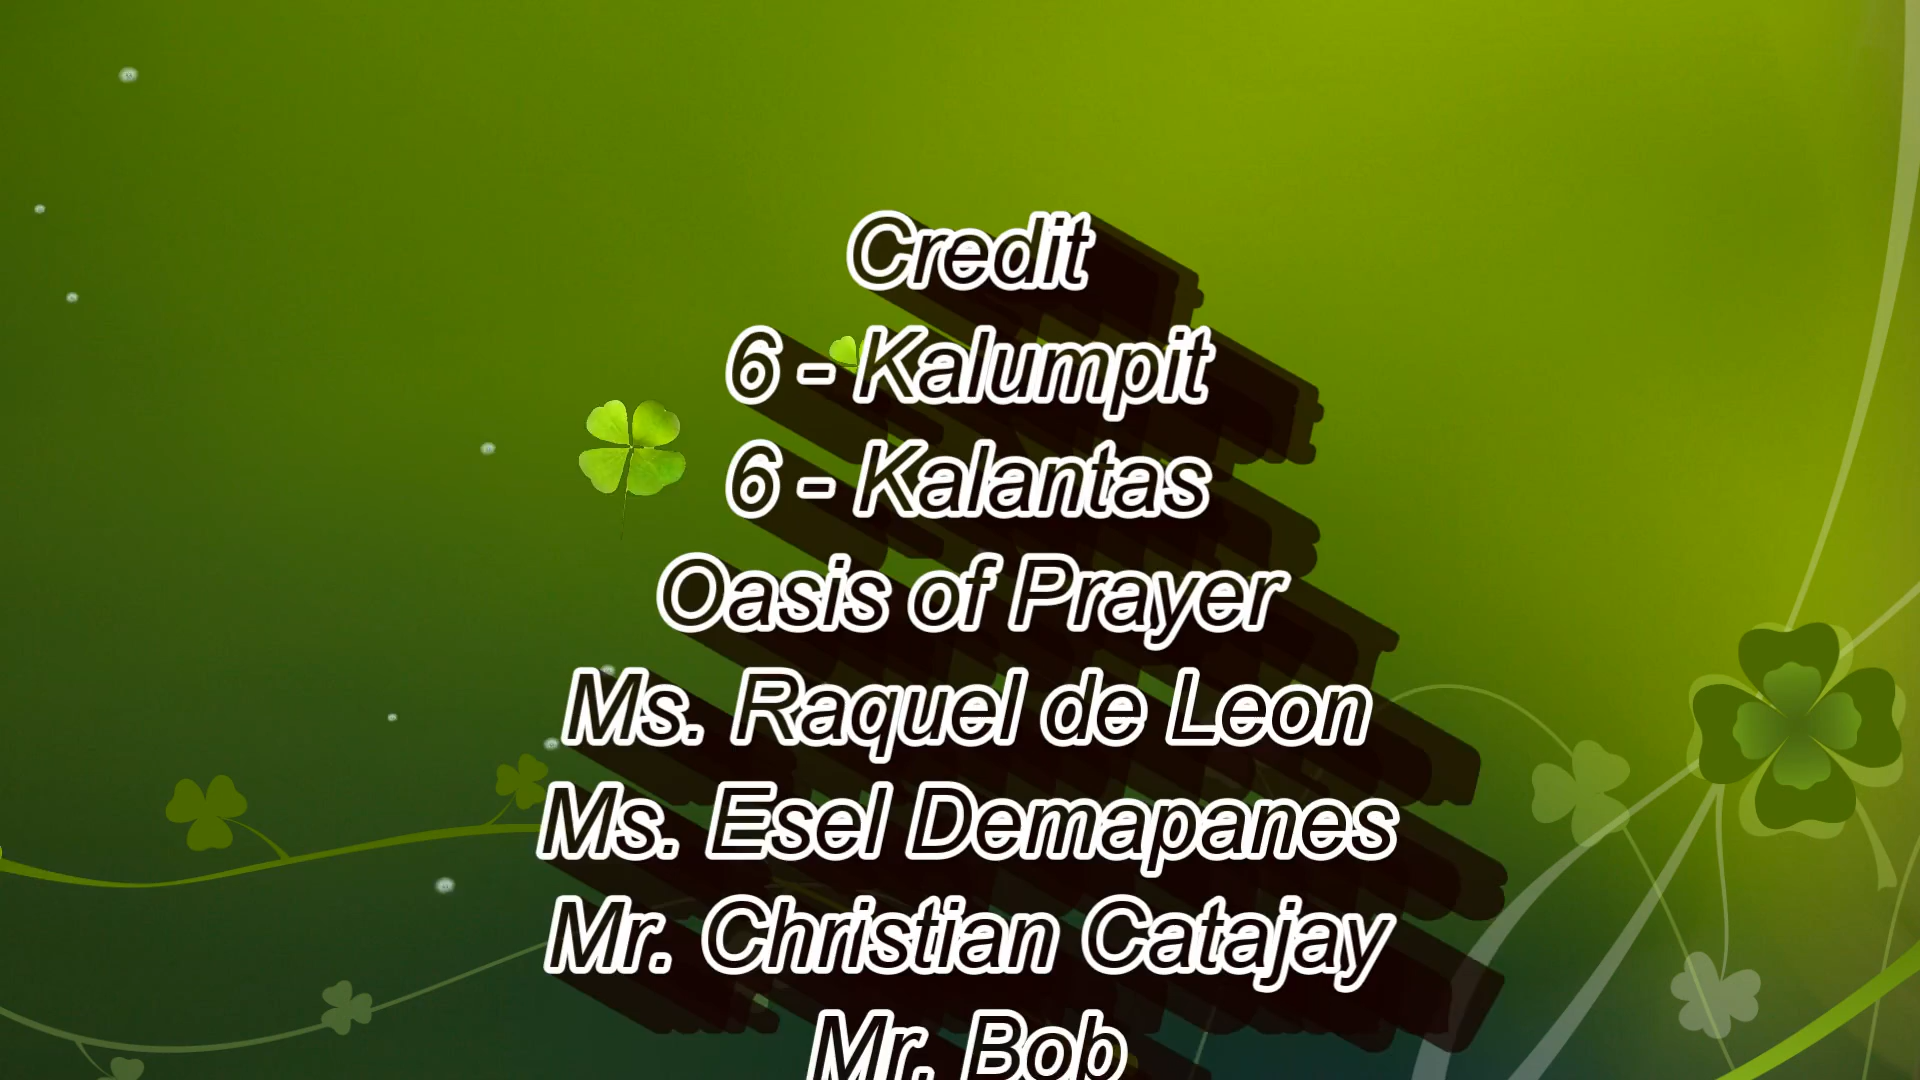 Credit
6 - Kalumpit
6 - Kalantas
Oasis of Prayer
Ms. Raquel de Leon
Ms. Esel Demapanes
Mr. Christian Catajay
Mr. Bob